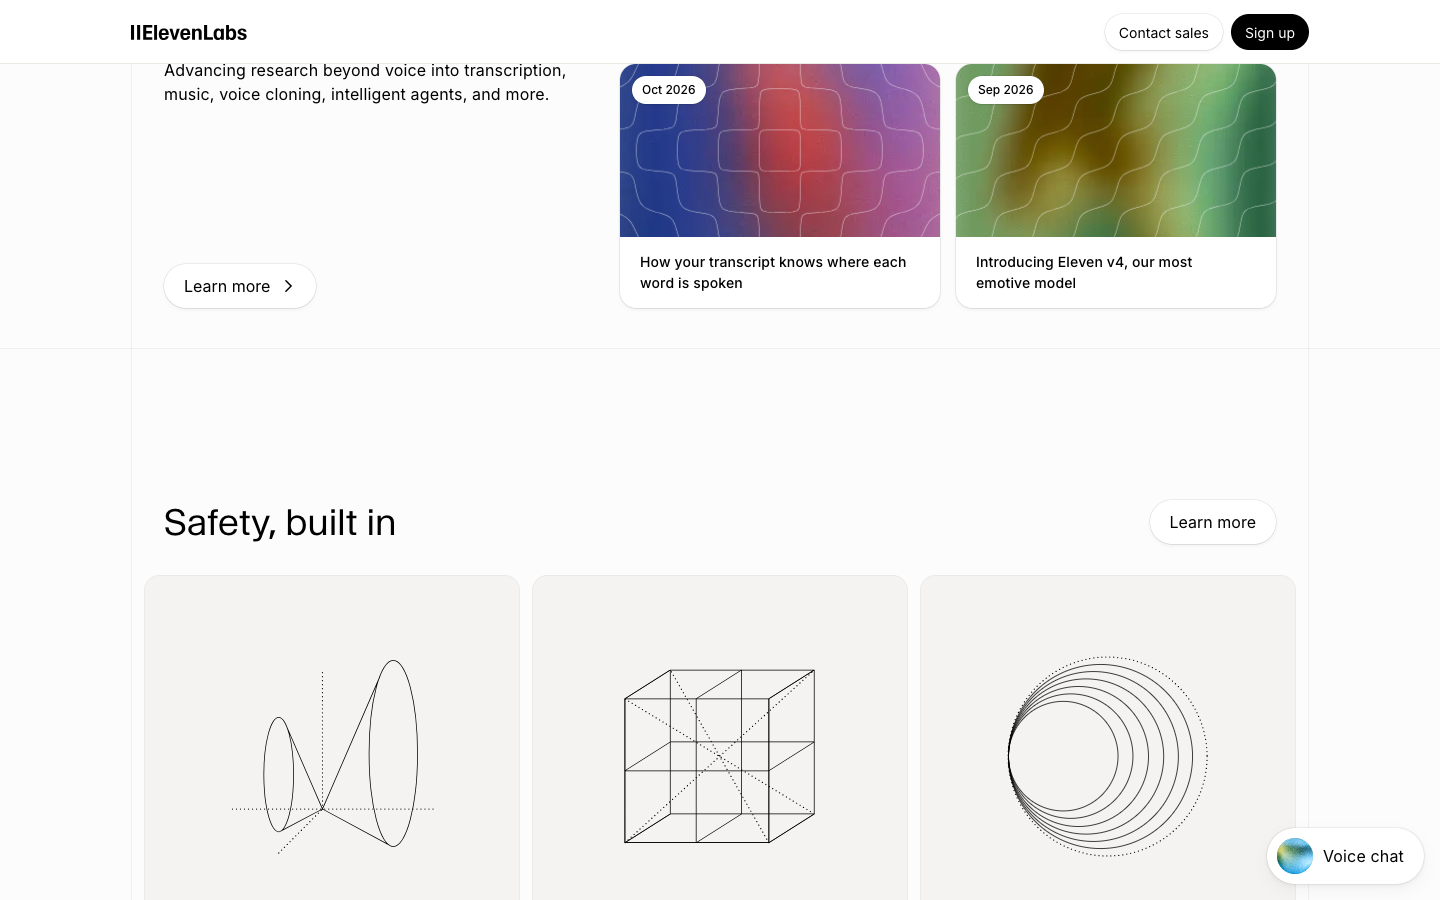 IIElevenLabs
Contact sales
Sign up
Advancing research beyond voice into transcription,
music, voice cloning, intelligent agents, and more.
Learn more
Oct 2026
How your transcript knows where each
word is spoken
Sep 2026
Introducing Eleven v4, our most
emotive model
Safety, built in
Learn more
Voice chat